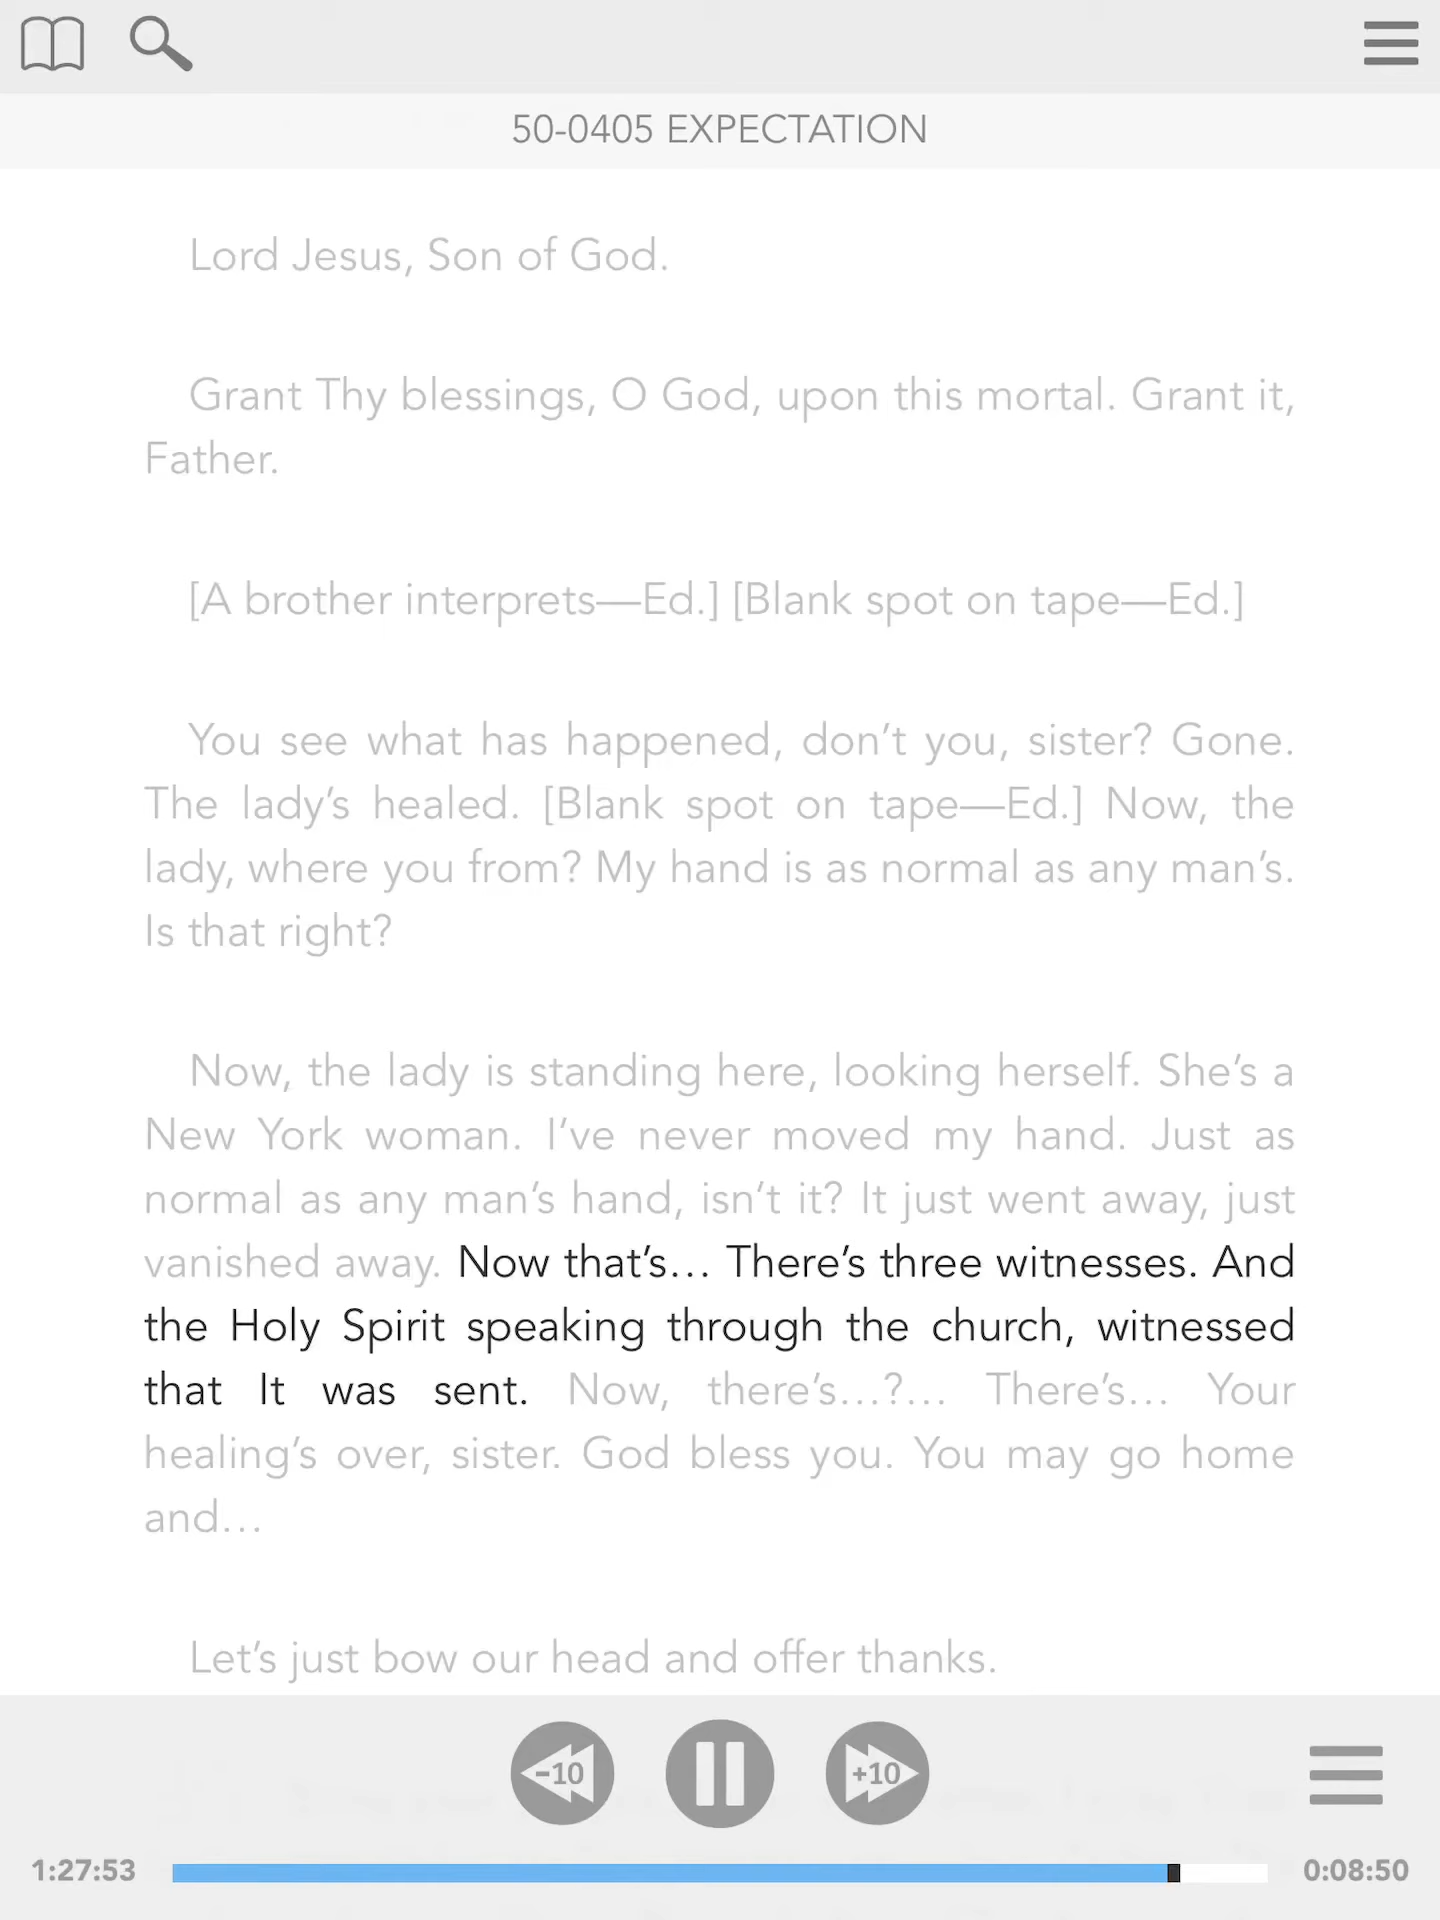 50-0405 EXPECTATION
Lord Jesus, Son of God.
Grant Thy blessings, O God, upon this mortal. Grant it,
Father.
[A brother interprets—Ed.] [Blank spot on tape—Ed.]
You see what has happened, don’t you, sister? Gone.
The lady’s healed. [Blank spot on tape—Ed.] Now, the
lady, where you from? My hand is as normal as any man’s.
Is that right?
Now, the lady is standing here, looking herself. She’s a
New York woman. I’ve never moved my hand. Just as
normal as any man’s hand, isn’t it? It just went away, just
vanished away. Now that’s… There’s three witnesses. And
the Holy Spirit speaking through the church, witnessed
that It was sent. Now, there’s…?… There’s… Your
healing’s over, sister. God bless you. You may go home
and…
Let’s just bow our head and offer thanks.
-10 +10
1:27:53 0:08:50